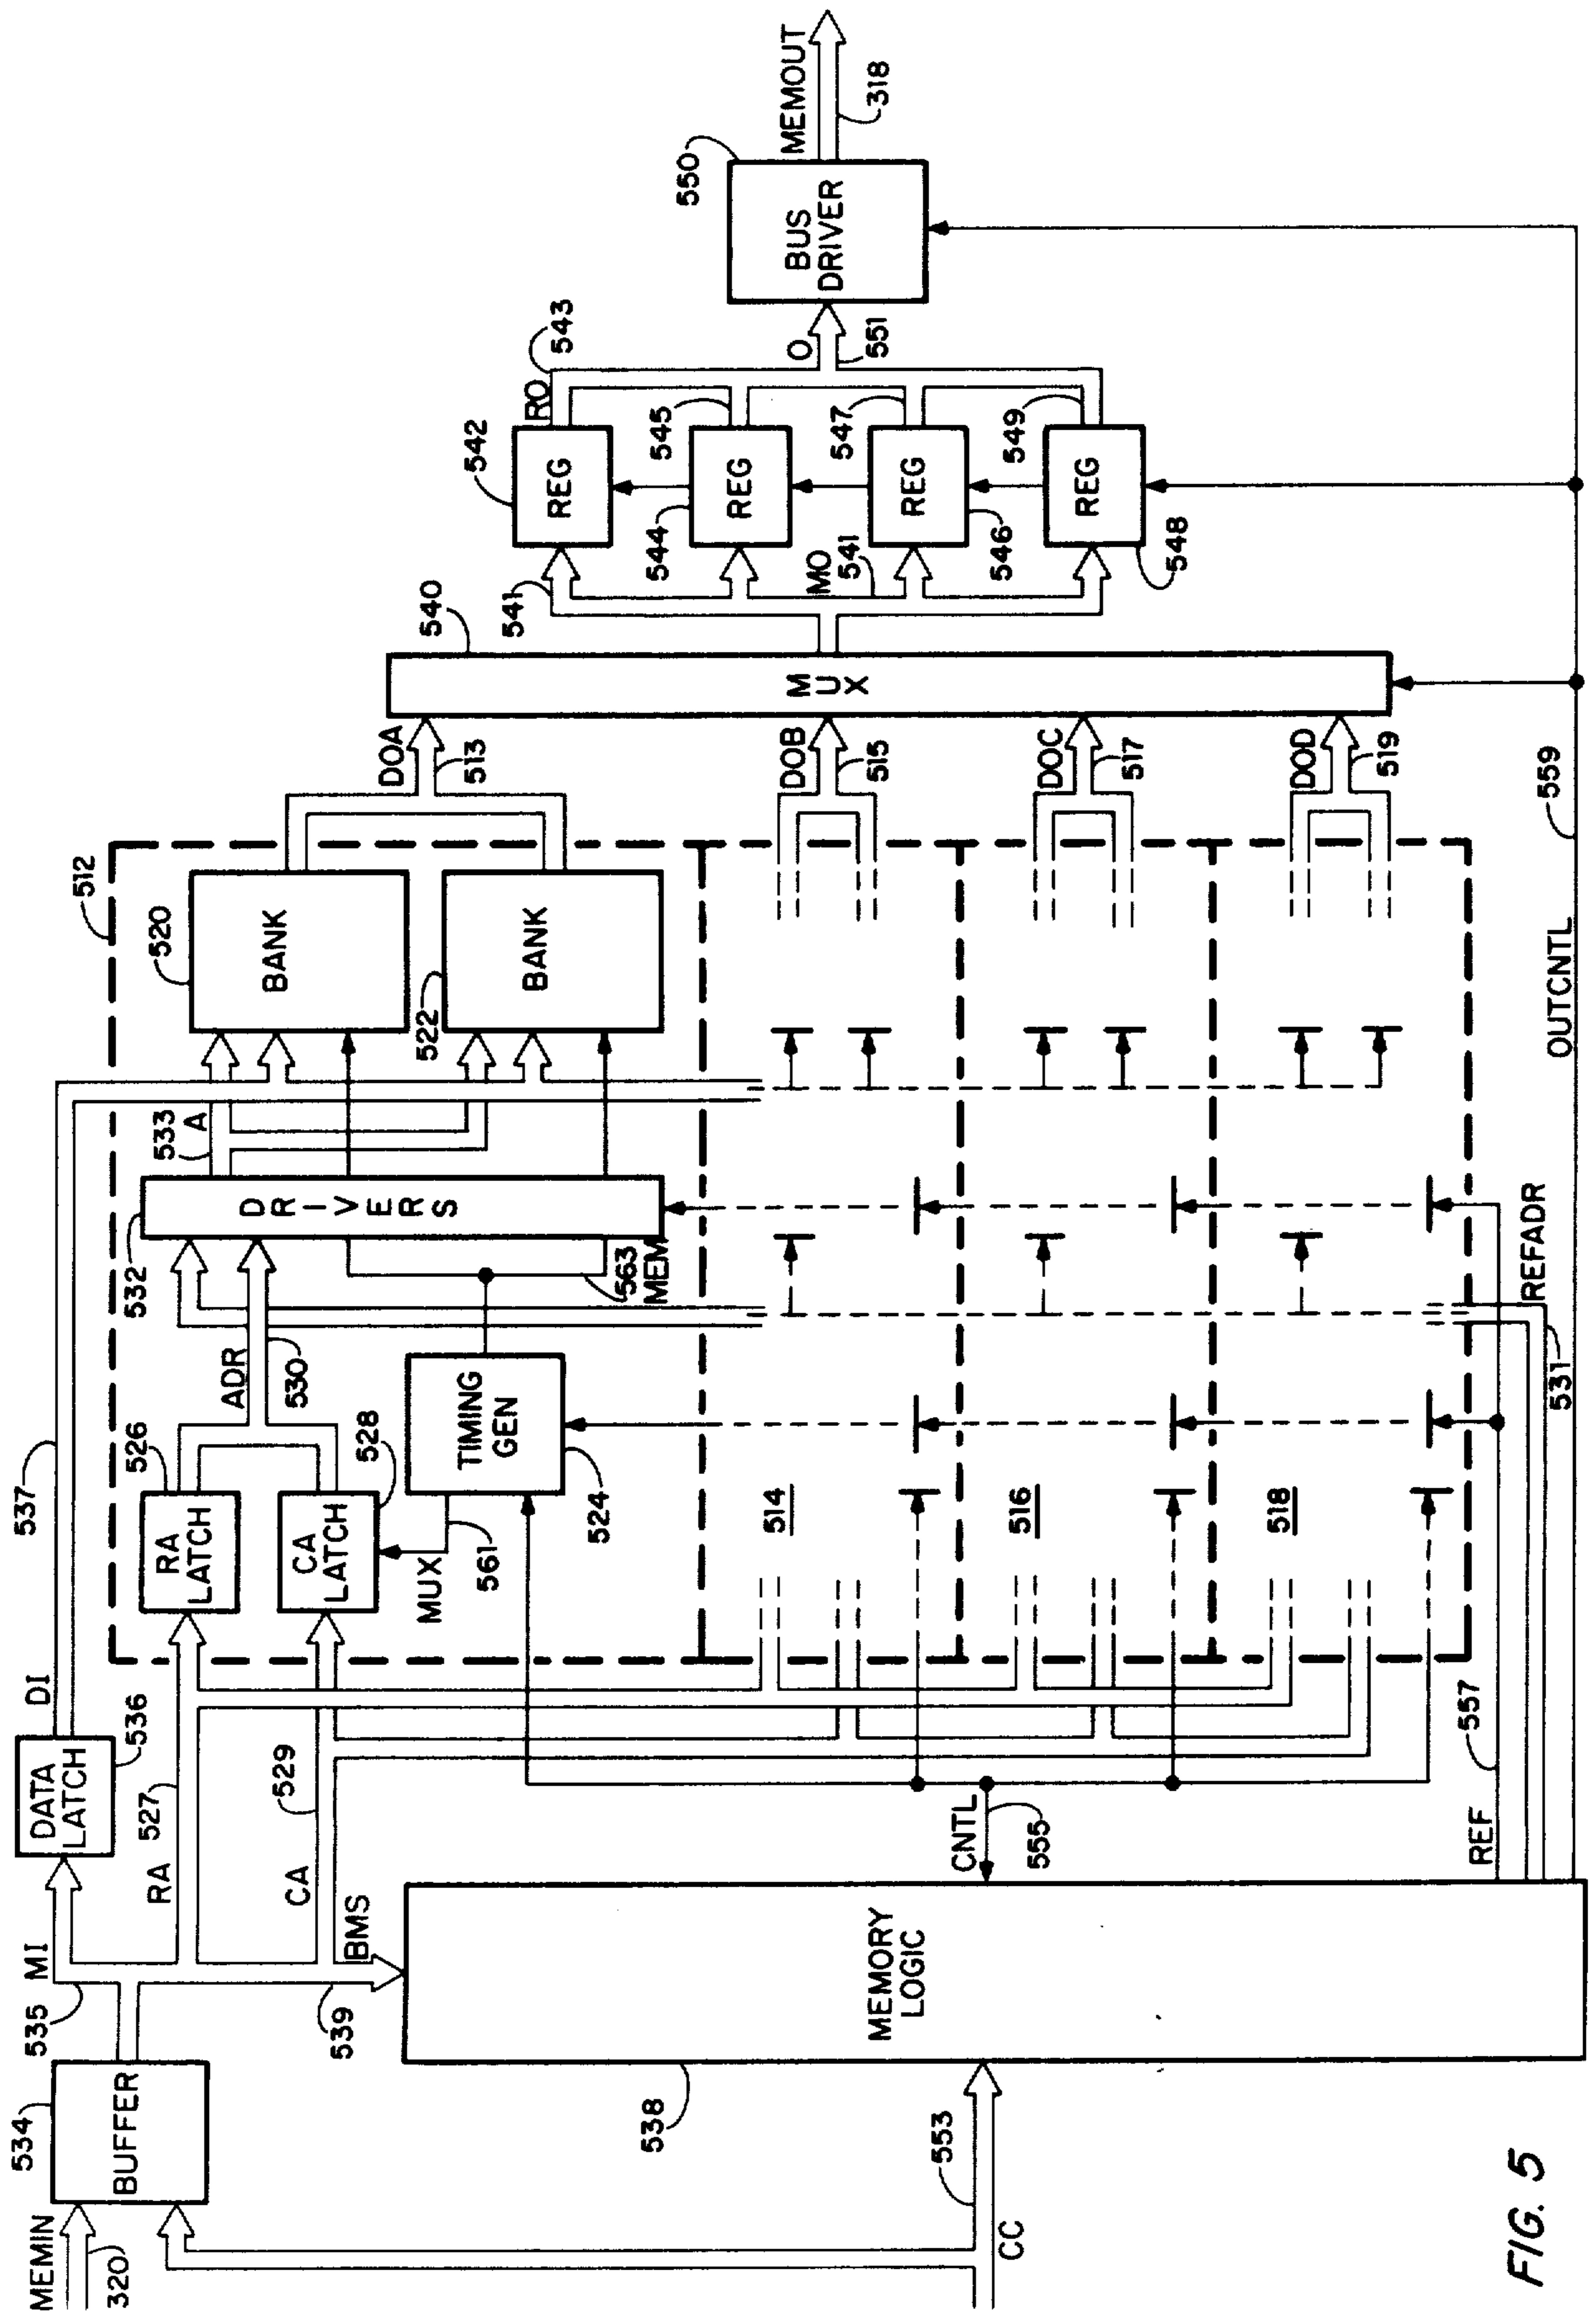 MEMIN
320
534
BUFFER
535
MI
DATA
LATCH
536
DI
537
RA
527
CA
529
BMS
539
538
MEMORY
LOGIC
553
CC
CNTL
555
REF
557
REFADR
531
OUTCNTL
559
512
RA
LATCH
526
CA
LATCH
528
ADR
530
MUX
561
TIMING
GEN
524
563
MEM
532
DRIVERS
533
A
520
BANK
522
BANK
514
516
518
DOA
513
DOB
515
DOC
517
DOD
519
540
MUX
541
MO
541
542
REG
RO
543
544
REG
545
546
REG
547
548
REG
549
O
551
550
BUS
DRIVER
MEMOUT
318
FIG. 5